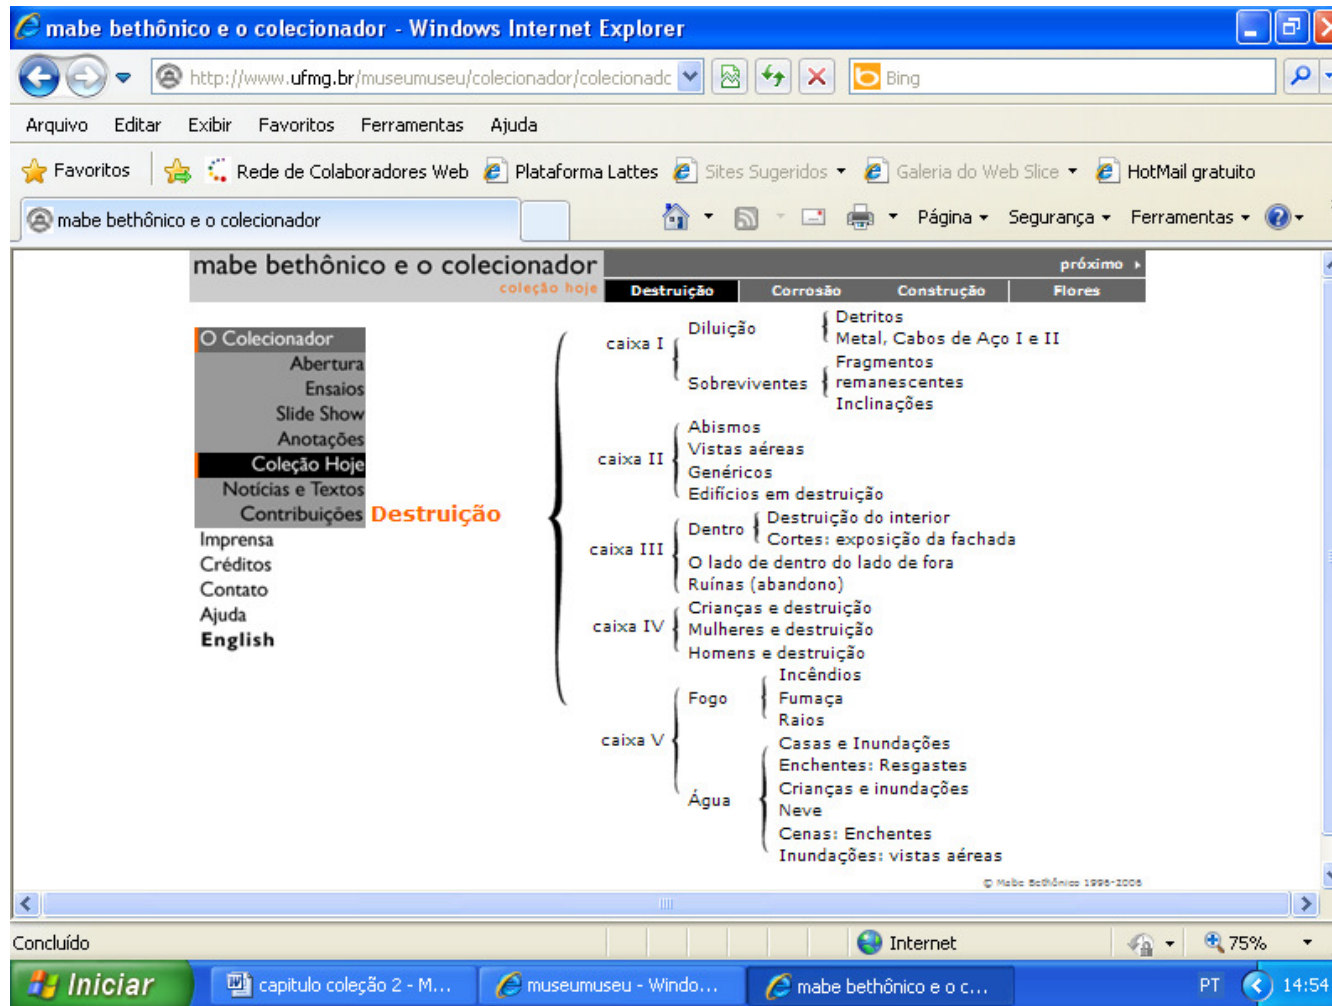 mabe bethônico e o colecionador - Windows Internet Explorer
http://www.ufmg.br/museumuseu/colecionador/colecionadc
Bing
Arquivo Editar Exibir Favoritos Ferramentas Ajuda
Favoritos Rede de Colaboradores Web Plataforma Lattes Sites Sugeridos Galeria do Web Slice HotMail gratuito
mabe bethônico e o colecionador Página Segurança Ferramentas
mabe bethônico e o colecionador
próximo
coleção hoje Destruição Corrosão Construção Flores
O Colecionador
Abertura
Ensaios
Slide Show
Anotações
Coleção Hoje
Notícias e Textos
Contribuições
Imprensa
Créditos
Contato
Ajuda
English
Destruição
caixa I
Diluição
Detritos
Metal, Cabos de Aço I e II
Sobreviventes
Fragmentos
remanescentes
Inclinações
caixa II
Abismos
Vistas aéreas
Genéricos
Edifícios em destruição
caixa III
Dentro
Destruição do interior
Cortes: exposição da fachada
O lado de dentro do lado de fora
Ruínas (abandono)
caixa IV
Crianças e destruição
Mulheres e destruição
Homens e destruição
caixa V
Fogo
Incêndios
Fumaça
Raios
Água
Casas e Inundações
Enchentes: Resgastes
Crianças e inundações
Neve
Cenas: Enchentes
Inundações: vistas aéreas
© Mabe Bethônico 1996-2006
Concluído Internet 75%
Iniciar capitulo coleção 2 - M... museumuseu - Windo... mabe bethônico e o c... PT 14:54